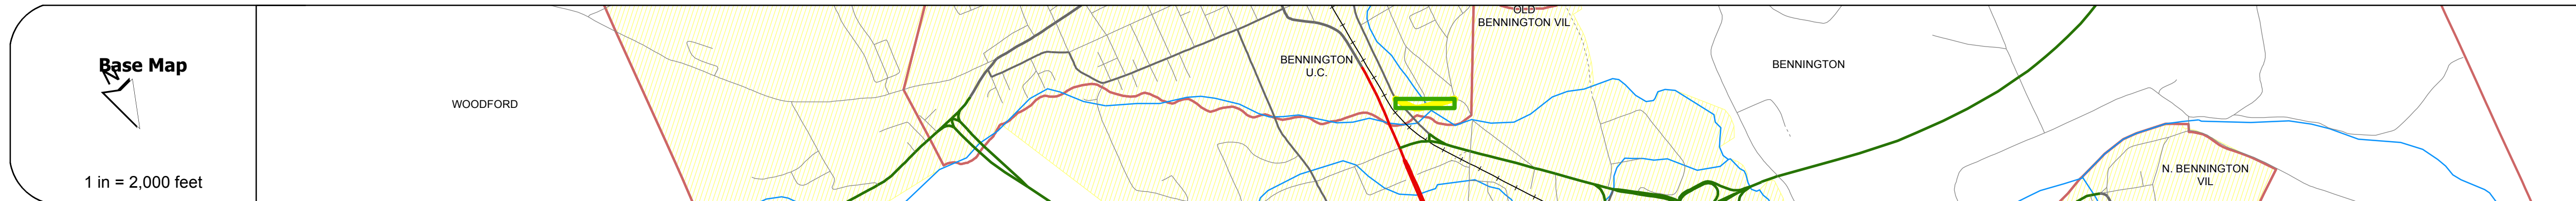 Base Map
N
1 in = 2,000 feet
WOODFORD
BENNINGTON
U.C.
OLD
BENNINGTON VIL
BENNINGTON
N. BENNINGTON
VIL